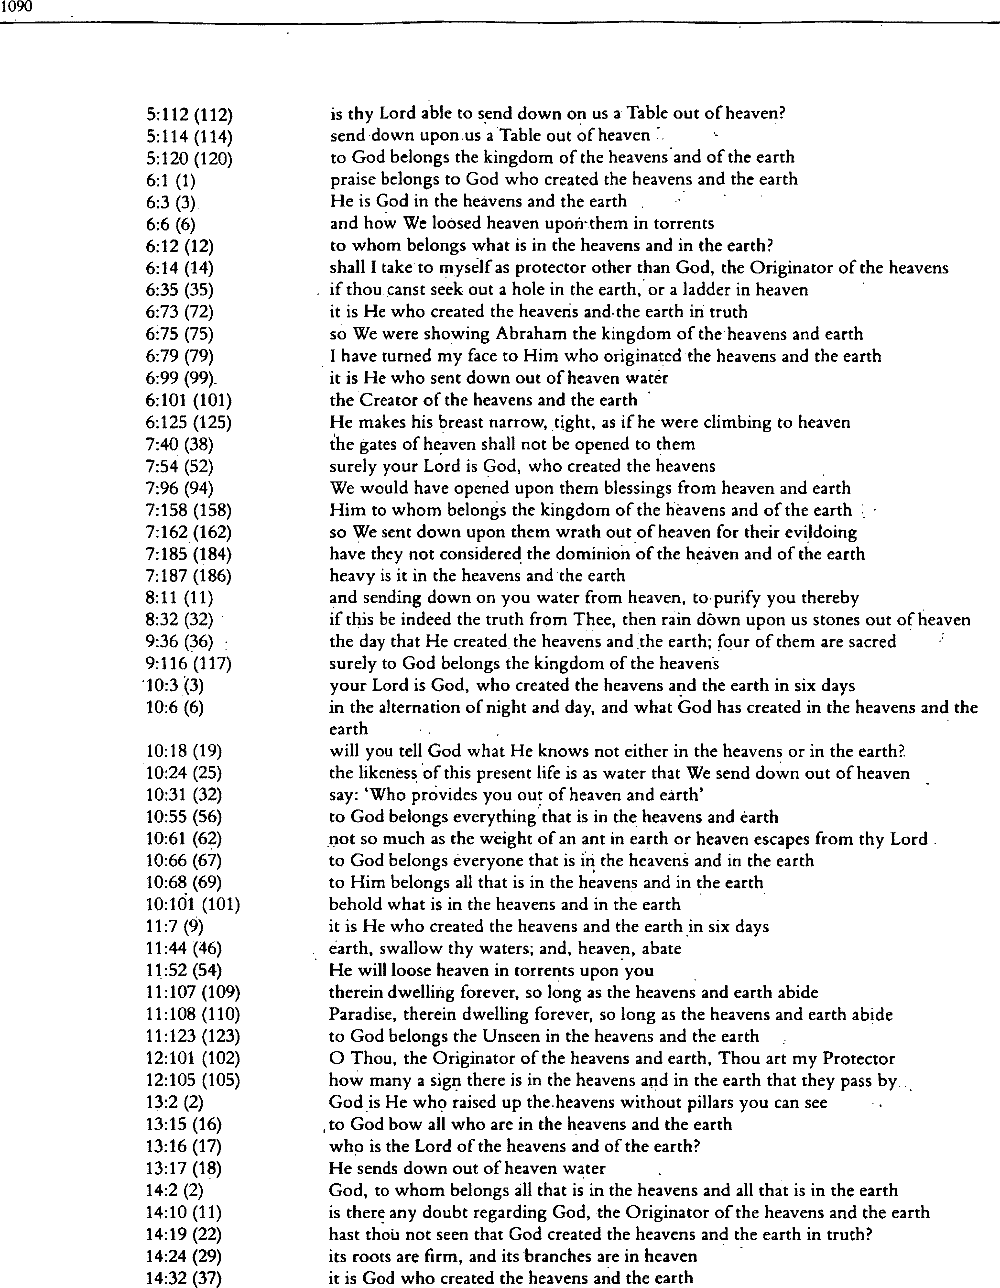 1090
5:112 (112) is thy Lord able to send down on us a Table out of heaven?
5:114 (114) send down upon us a Table out of heaven
5:120 (120) to God belongs the kingdom of the heavens and of the earth
6:1 (1) praise belongs to God who created the heavens and the earth
6:3 (3) He is God in the heavens and the earth
6:6 (6) and how We loosed heaven upon them in torrents
6:12 (12) to whom belongs what is in the heavens and in the earth?
6:14 (14) shall I take to myself as protector other than God, the Originator of the heavens
6:35 (35) if thou canst seek out a hole in the earth, or a ladder in heaven
6:73 (72) it is He who created the heavens and the earth in truth
6:75 (75) so We were showing Abraham the kingdom of the heavens and earth
6:79 (79) I have turned my face to Him who originated the heavens and the earth
6:99 (99) it is He who sent down out of heaven water
6:101 (101) the Creator of the heavens and the earth
6:125 (125) He makes his breast narrow, tight, as if he were climbing to heaven
7:40 (38) the gates of heaven shall not be opened to them
7:54 (52) surely your Lord is God, who created the heavens
7:96 (94) We would have opened upon them blessings from heaven and earth
7:158 (158) Him to whom belongs the kingdom of the heavens and of the earth
7:162 (162) so We sent down upon them wrath out of heaven for their evildoing
7:185 (184) have they not considered the dominion of the heaven and of the earth
7:187 (186) heavy is it in the heavens and the earth
8:11 (11) and sending down on you water from heaven, to purify you thereby
8:32 (32) if this be indeed the truth from Thee, then rain down upon us stones out of heaven
9:36 (36) the day that He created the heavens and the earth; four of them are sacred
9:116 (117) surely to God belongs the kingdom of the heavens
10:3 (3) your Lord is God, who created the heavens and the earth in six days
10:6 (6) in the alternation of night and day, and what God has created in the heavens and the
earth
10:18 (19) will you tell God what He knows not either in the heavens or in the earth?
10:24 (25) the likeness of this present life is as water that We send down out of heaven
10:31 (32) say: ‘Who provides you out of heaven and earth’
10:55 (56) to God belongs everything that is in the heavens and earth
10:61 (62) not so much as the weight of an ant in earth or heaven escapes from thy Lord
10:66 (67) to God belongs everyone that is in the heavens and in the earth
10:68 (69) to Him belongs all that is in the heavens and in the earth
10:101 (101) behold what is in the heavens and in the earth
11:7 (9) it is He who created the heavens and the earth in six days
11:44 (46) earth, swallow thy waters; and, heaven, abate
11:52 (54) He will loose heaven in torrents upon you
11:107 (109) therein dwelling forever, so long as the heavens and earth abide
11:108 (110) Paradise, therein dwelling forever, so long as the heavens and earth abide
11:123 (123) to God belongs the Unseen in the heavens and the earth
12:101 (102) O Thou, the Originator of the heavens and earth, Thou art my Protector
12:105 (105) how many a sign there is in the heavens and in the earth that they pass by
13:2 (2) God is He who raised up the heavens without pillars you can see
13:15 (16) to God bow all who are in the heavens and the earth
13:16 (17) who is the Lord of the heavens and of the earth?
13:17 (18) He sends down out of heaven water
14:2 (2) God, to whom belongs all that is in the heavens and all that is in the earth
14:10 (11) is there any doubt regarding God, the Originator of the heavens and the earth
14:19 (22) hast thou not seen that God created the heavens and the earth in truth?
14:24 (29) its roots are firm, and its branches are in heaven
14:32 (37) it is God who created the heavens and the earth